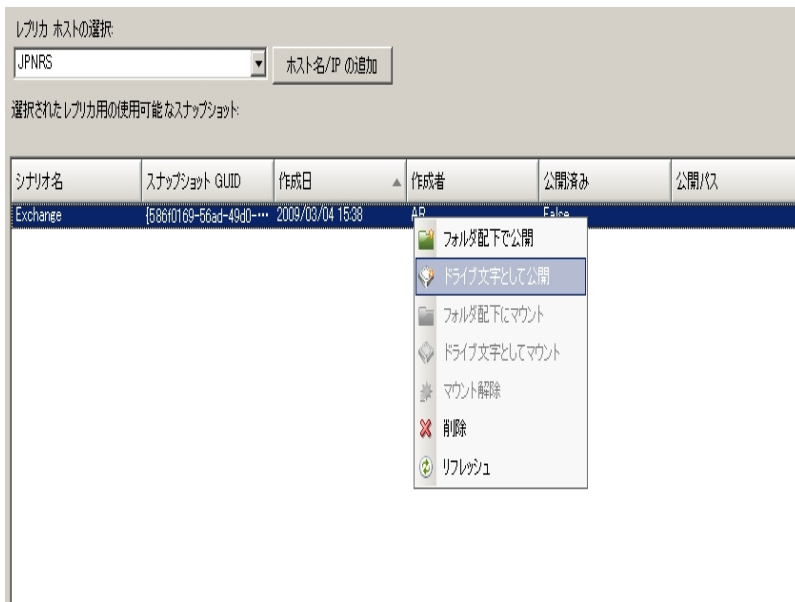 レプリカ ホストの選択:
JPNRS ホスト名/IP の追加
選択されたレプリカ用の使用可能なスナップショット:
シナリオ名 スナップショット GUID 作成日 作成者 公開済み 公開パス
Exchange {586f0169-56ad-49d0-… 2009/03/04 15:38 AR False
フォルダ配下で公開
ドライブ文字として公開
フォルダ配下にマウント
ドライブ文字としてマウント
マウント解除
削除
リフレッシュ